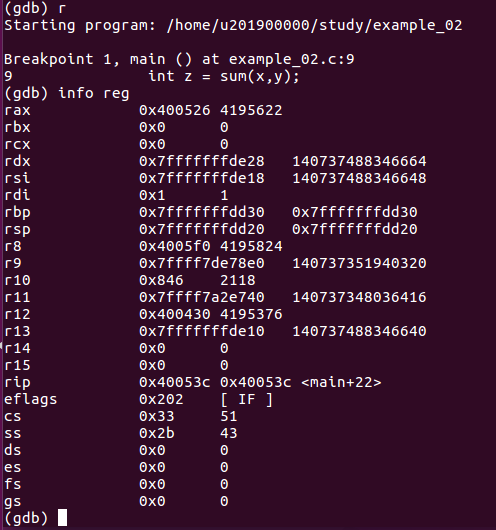 (gdb) r
Starting program: /home/u201900000/study/example_02

Breakpoint 1, main () at example_02.c:9
9               int z = sum(x,y);
(gdb) info reg
rax            0x400526 4195622
rbx            0x0      0
rcx            0x0      0
rdx            0x7fffffffde28   140737488346664
rsi            0x7fffffffde18   140737488346648
rdi            0x1      1
rbp            0x7fffffffdd30   0x7fffffffdd30
rsp            0x7fffffffdd20   0x7fffffffdd20
r8             0x4005f0 4195824
r9             0x7ffff7de78e0   140737351940320
r10            0x846    2118
r11            0x7ffff7a2e740   140737348036416
r12            0x400430 4195376
r13            0x7fffffffde10   140737488346640
r14            0x0      0
r15            0x0      0
rip            0x40053c 0x40053c <main+22>
eflags         0x202    [ IF ]
cs             0x33     51
ss             0x2b     43
ds             0x0      0
es             0x0      0
fs             0x0      0
gs             0x0      0
(gdb)